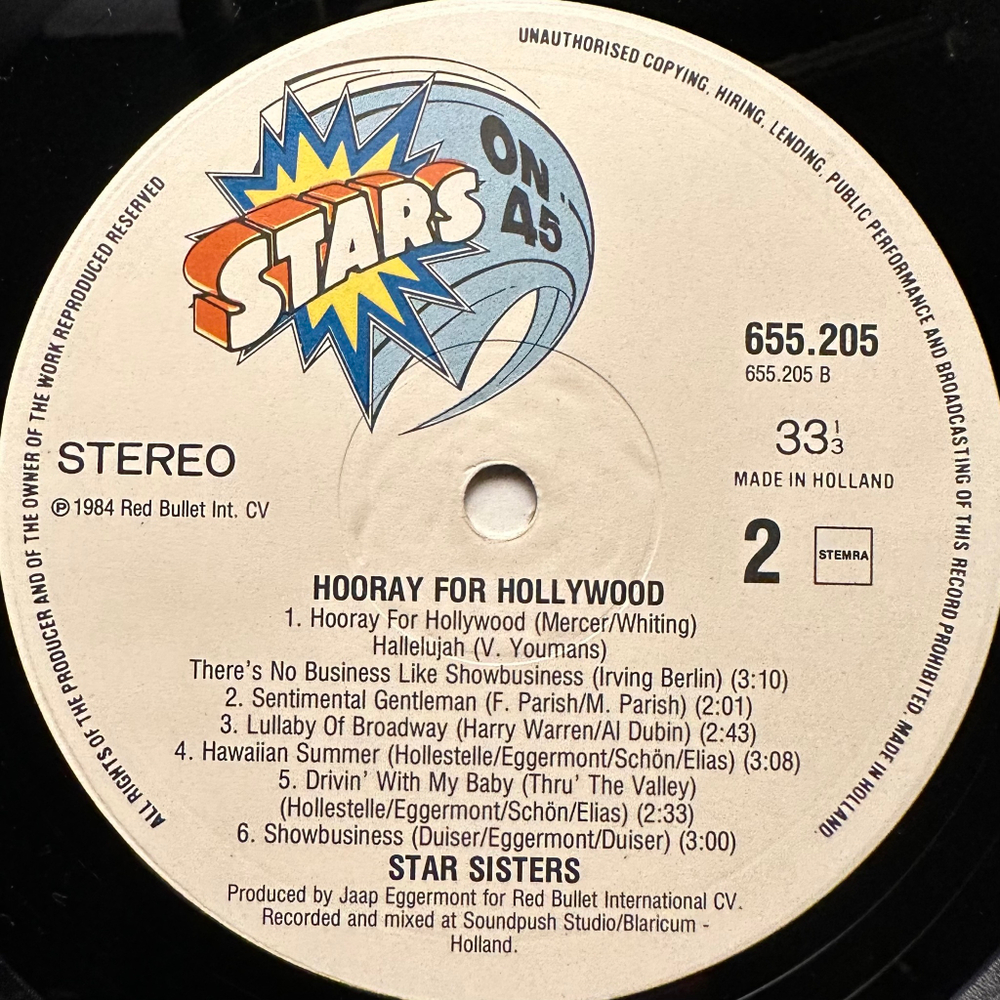 UNAUTHORISED COPYING, HIRING, LENDING, PUBLIC PERFORMANCE AND BROADCASTING OF THIS RECORD PROHIBITED. MADE IN HOLLAND.
ALL RIGHTS OF THE PRODUCER AND OF THE OWNER OF THE WORK REPRODUCED RESERVED
STARS
ON
45
655.205
655.205 B
33⅓
MADE IN HOLLAND
2
STEMRA
STEREO
℗ 1984 Red Bullet Int. CV
HOORAY FOR HOLLYWOOD
1. Hooray For Hollywood (Mercer/Whiting)
Hallelujah (V. Youmans)
There's No Business Like Showbusiness (Irving Berlin) (3:10)
2. Sentimental Gentleman (F. Parish/M. Parish) (2:01)
3. Lullaby Of Broadway (Harry Warren/Al Dubin) (2:43)
4. Hawaiian Summer (Hollestelle/Eggermont/Schön/Elias) (3:08)
5. Drivin' With My Baby (Thru' The Valley)
(Hollestelle/Eggermont/Schön/Elias) (2:33)
6. Showbusiness (Duiser/Eggermont/Duiser) (3:00)
STAR SISTERS
Produced by Jaap Eggermont for Red Bullet International CV.
Recorded and mixed at Soundpush Studio/Blaricum -
Holland.